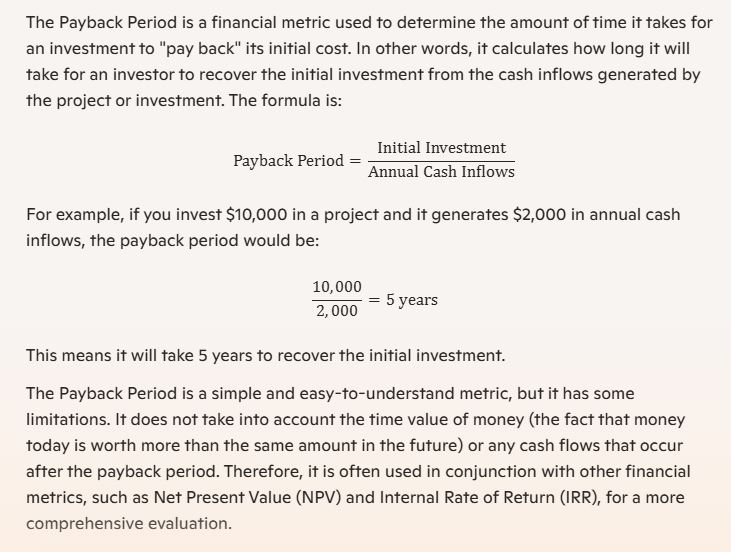 The Payback Period is a financial metric used to determine the amount of time it takes for
an investment to "pay back" its initial cost. In other words, it calculates how long it will
take for an investor to recover the initial investment from the cash inflows generated by
the project or investment. The formula is:
Payback Period = Initial Investment / Annual Cash Inflows
For example, if you invest $10,000 in a project and it generates $2,000 in annual cash
inflows, the payback period would be:
10,000 / 2,000 = 5 years
This means it will take 5 years to recover the initial investment.
The Payback Period is a simple and easy-to-understand metric, but it has some
limitations. It does not take into account the time value of money (the fact that money
today is worth more than the same amount in the future) or any cash flows that occur
after the payback period. Therefore, it is often used in conjunction with other financial
metrics, such as Net Present Value (NPV) and Internal Rate of Return (IRR), for a more
comprehensive evaluation.